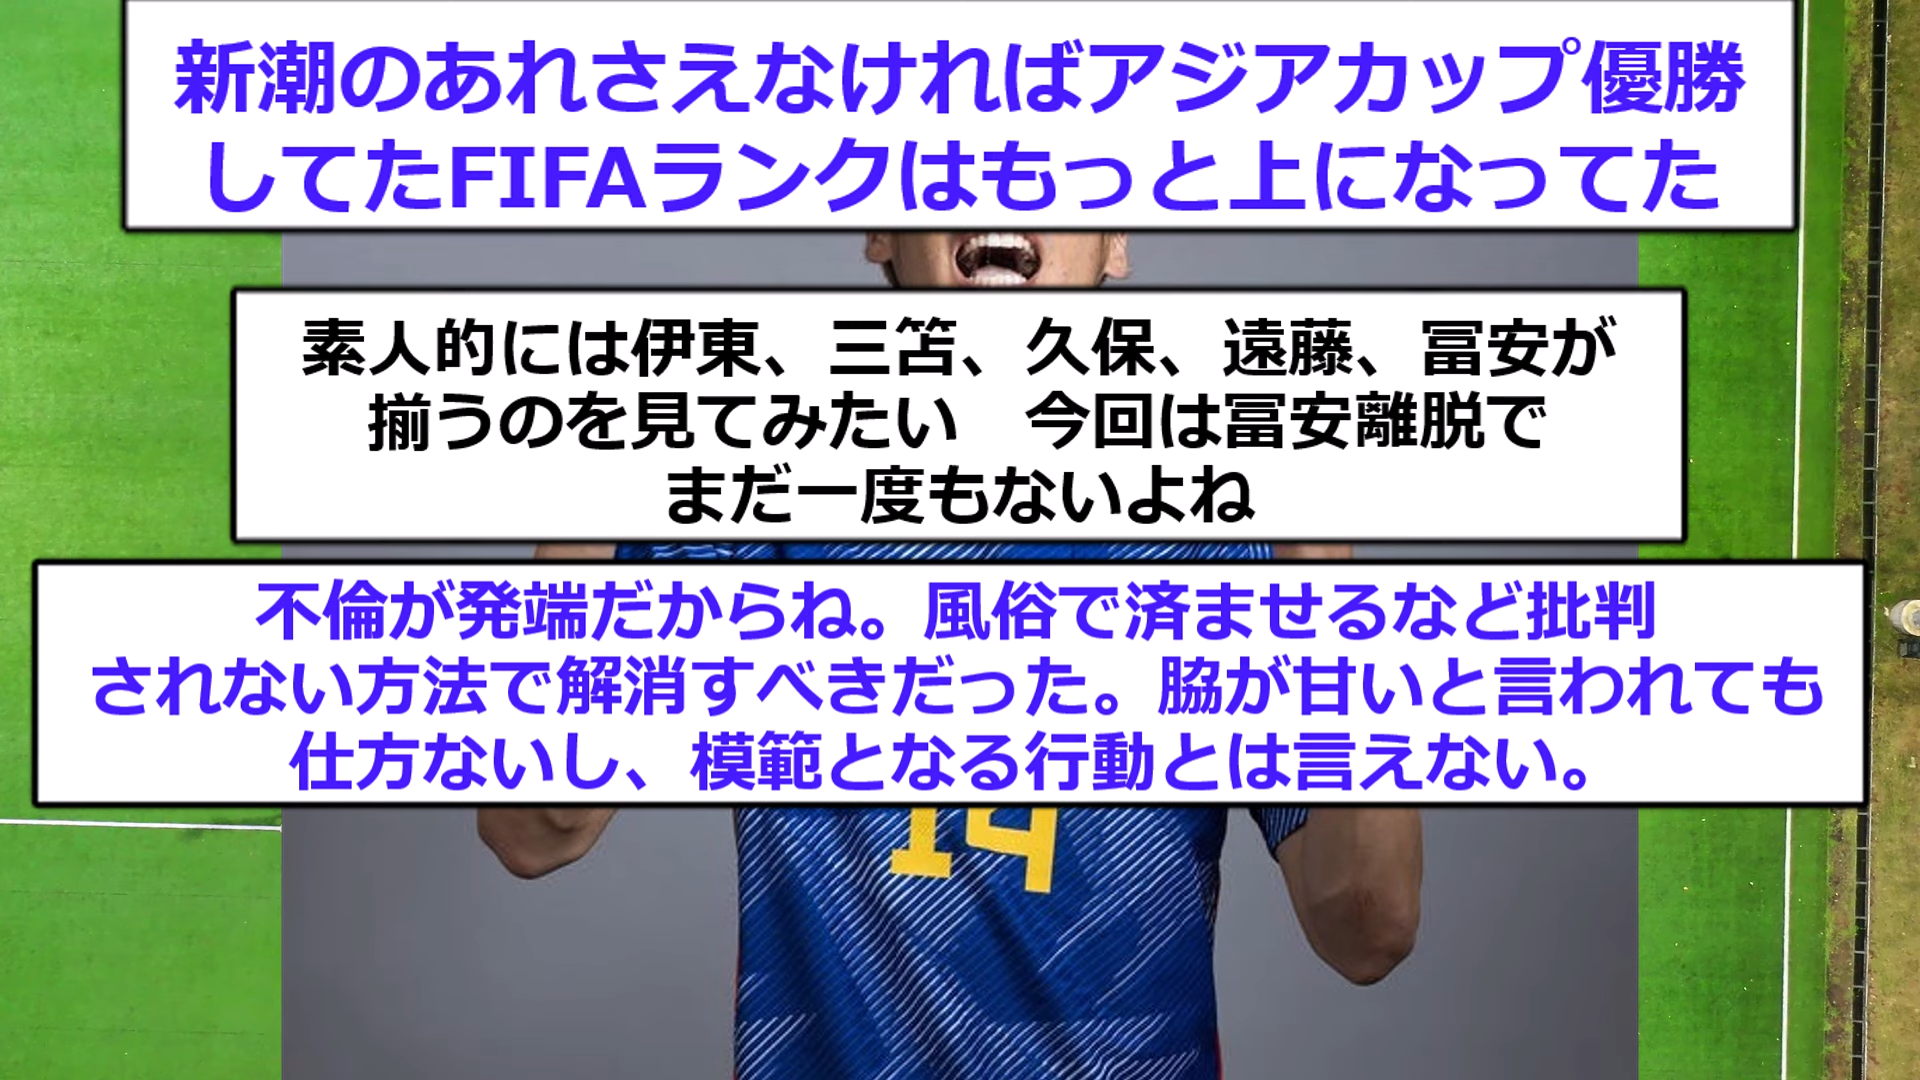 新潮のあれさえなければアジアカップ優勝
してたFIFAランクはもっと上になってた
素人的には伊東、三笘、久保、遠藤、冨安が
揃うのを見てみたい　今回は冨安離脱で
まだ一度もないよね
不倫が発端だからね。風俗で済ませるなど批判
されない方法で解消すべきだった。脇が甘いと言われても
仕方ないし、模範となる行動とは言えない。
14